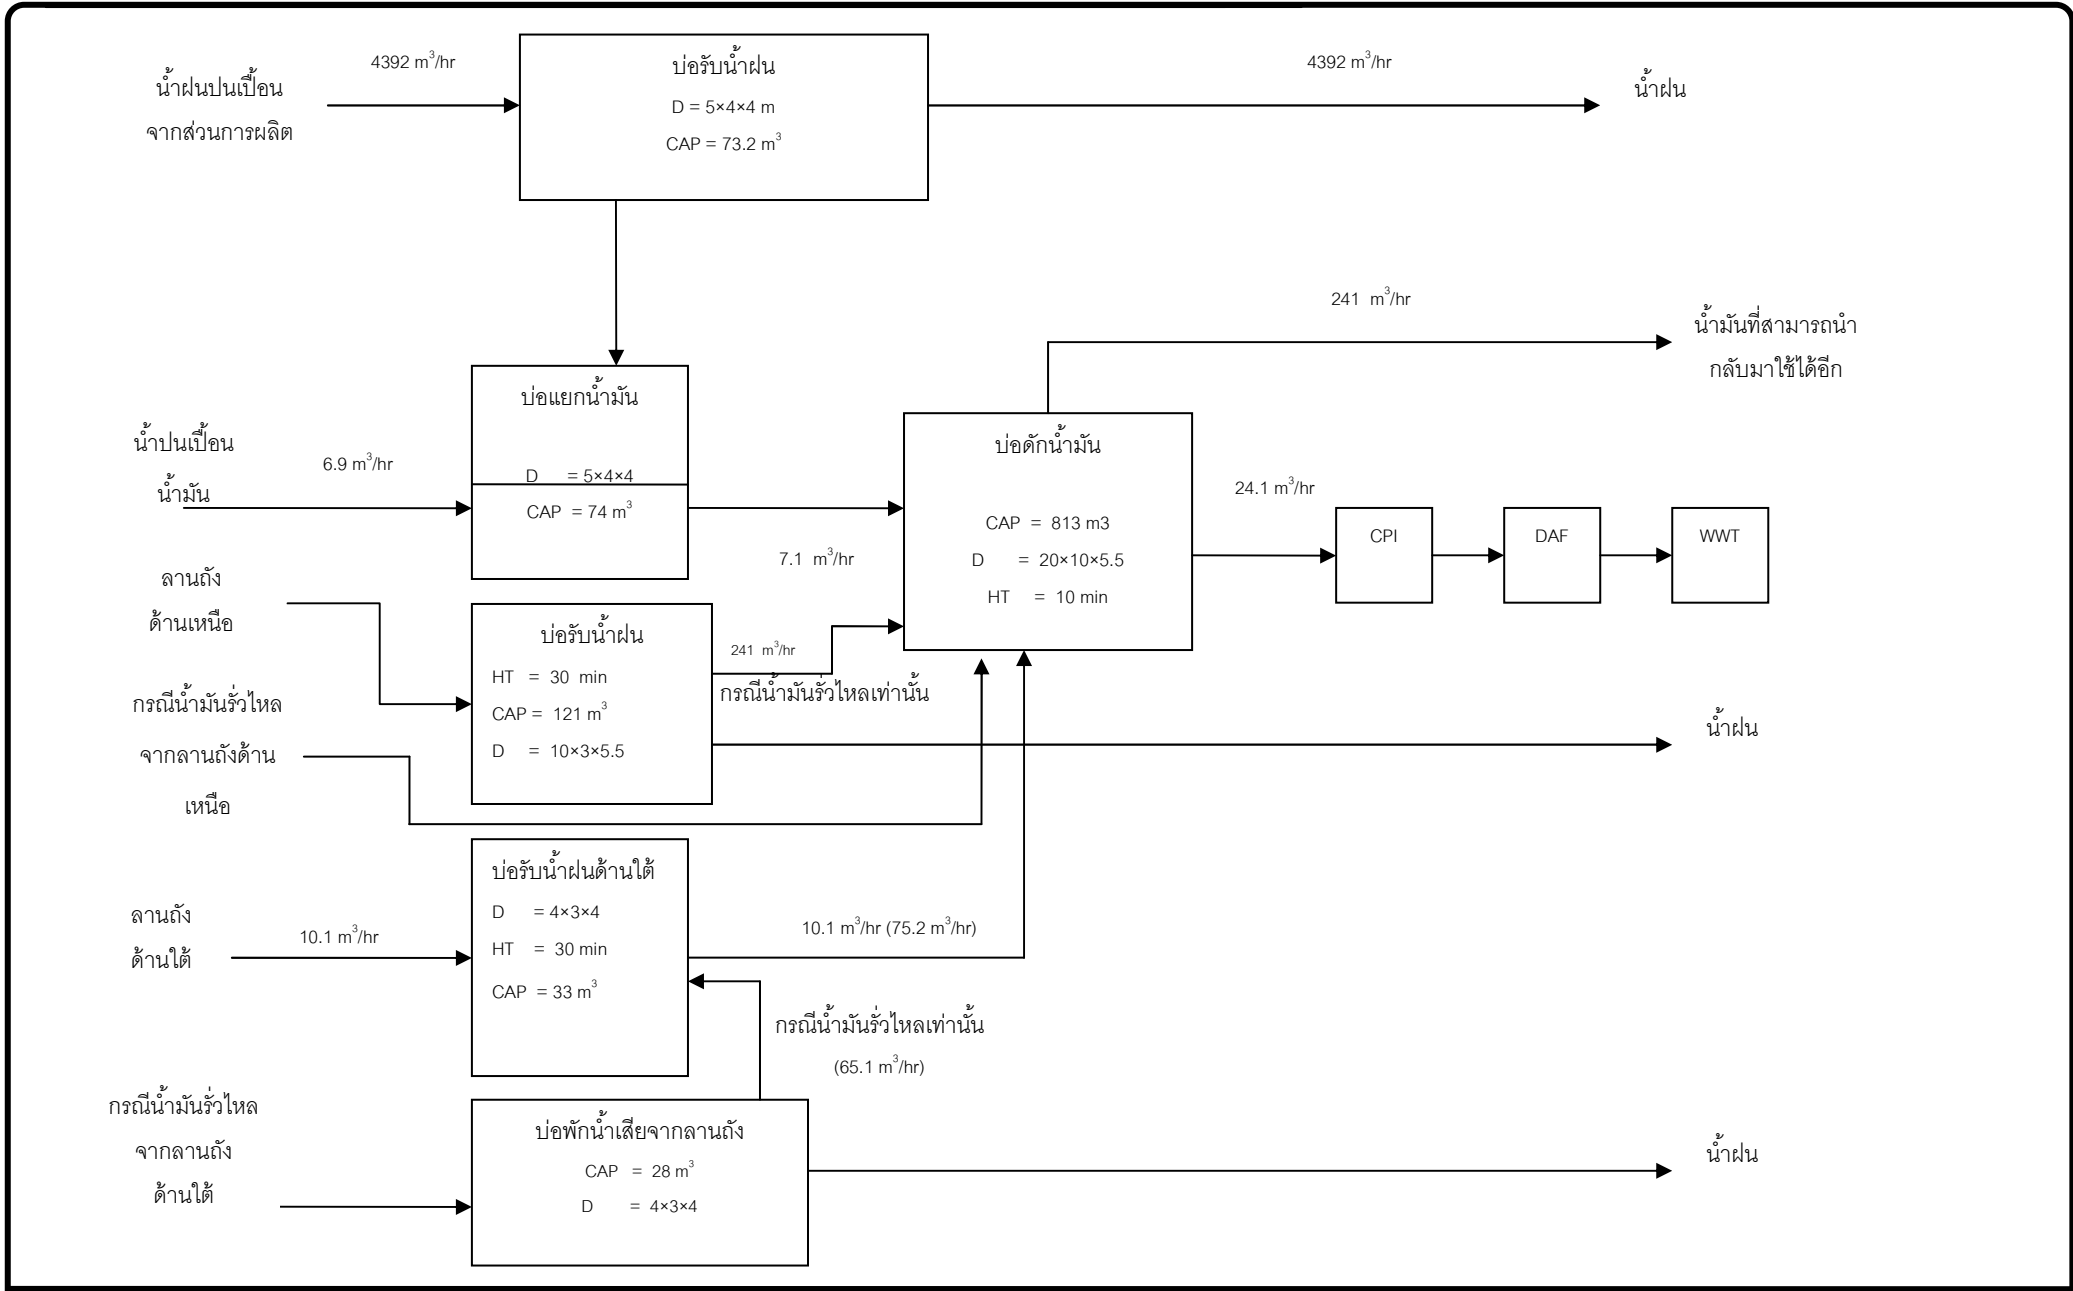 น้ำฝนปนเปื้อน
จากส่วนการผลิต
4392 m³/hr
บ่อรับน้ำฝน
D = 5×4×4 m
CAP = 73.2 m³
4392 m³/hr
น้ำฝน
241 m³/hr
น้ำมันที่สามารถนำ
กลับมาใช้ได้อีก
น้ำปนเปื้อน
น้ำมัน
6.9 m³/hr
บ่อแยกน้ำมัน
D = 5×4×4
CAP = 74 m³
7.1 m³/hr
บ่อดักน้ำมัน
CAP = 813 m3
D = 20×10×5.5
HT = 10 min
24.1 m³/hr
CPI
DAF
WWT
ลานถัง
ด้านเหนือ
บ่อรับน้ำฝน
HT = 30 min
CAP = 121 m³
D = 10×3×5.5
241 m³/hr
กรณีน้ำมันรั่วไหลเท่านั้น
น้ำฝน
กรณีน้ำมันรั่วไหล
จากลานถังด้าน
เหนือ
ลานถัง
ด้านใต้
10.1 m³/hr
บ่อรับน้ำฝนด้านใต้
D = 4×3×4
HT = 30 min
CAP = 33 m³
10.1 m³/hr (75.2 m³/hr)
กรณีน้ำมันรั่วไหลเท่านั้น
(65.1 m³/hr)
กรณีน้ำมันรั่วไหล
จากลานถัง
ด้านใต้
บ่อพักน้ำเสียจากลานถัง
CAP = 28 m³
D = 4×3×4
น้ำฝน